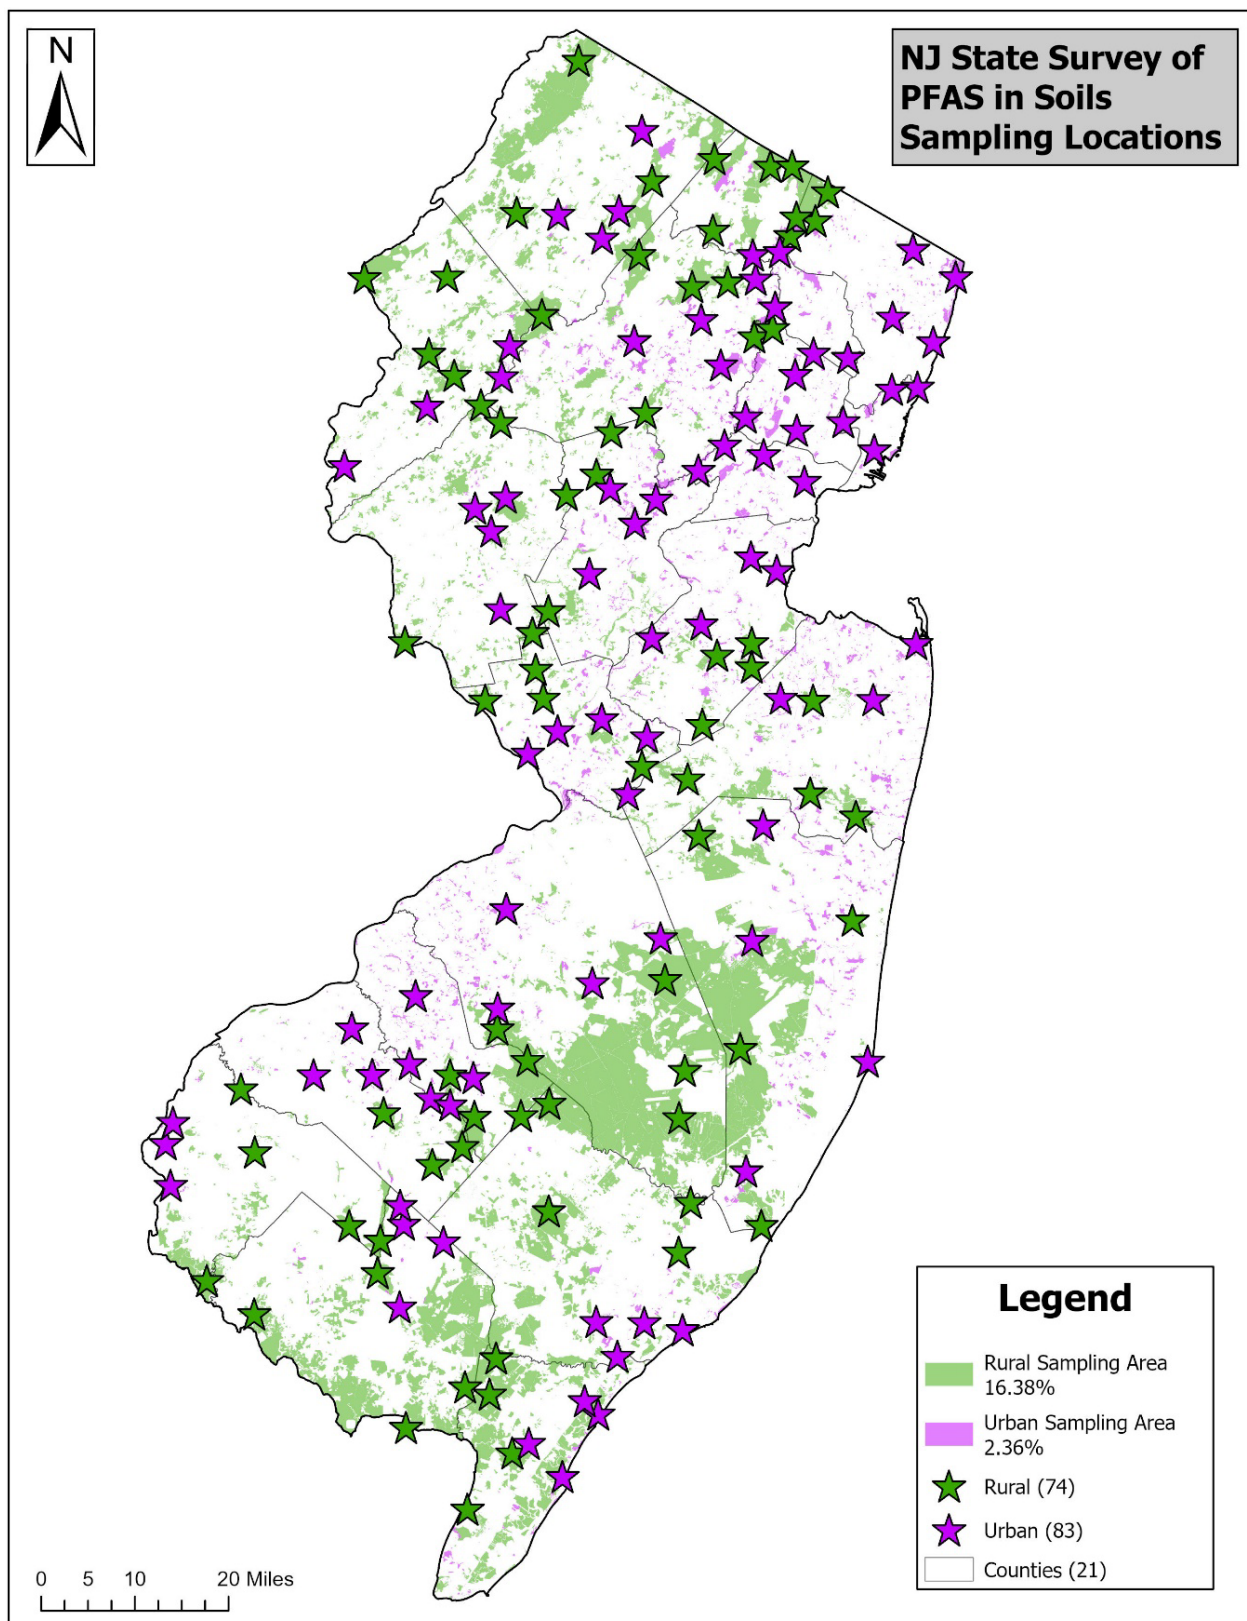 N
NJ State Survey of
PFAS in Soils
Sampling Locations
Legend
Rural Sampling Area
16.38%
Urban Sampling Area
2.36%
Rural (74)
Urban (83)
Counties (21)
0 5 10 20 Miles